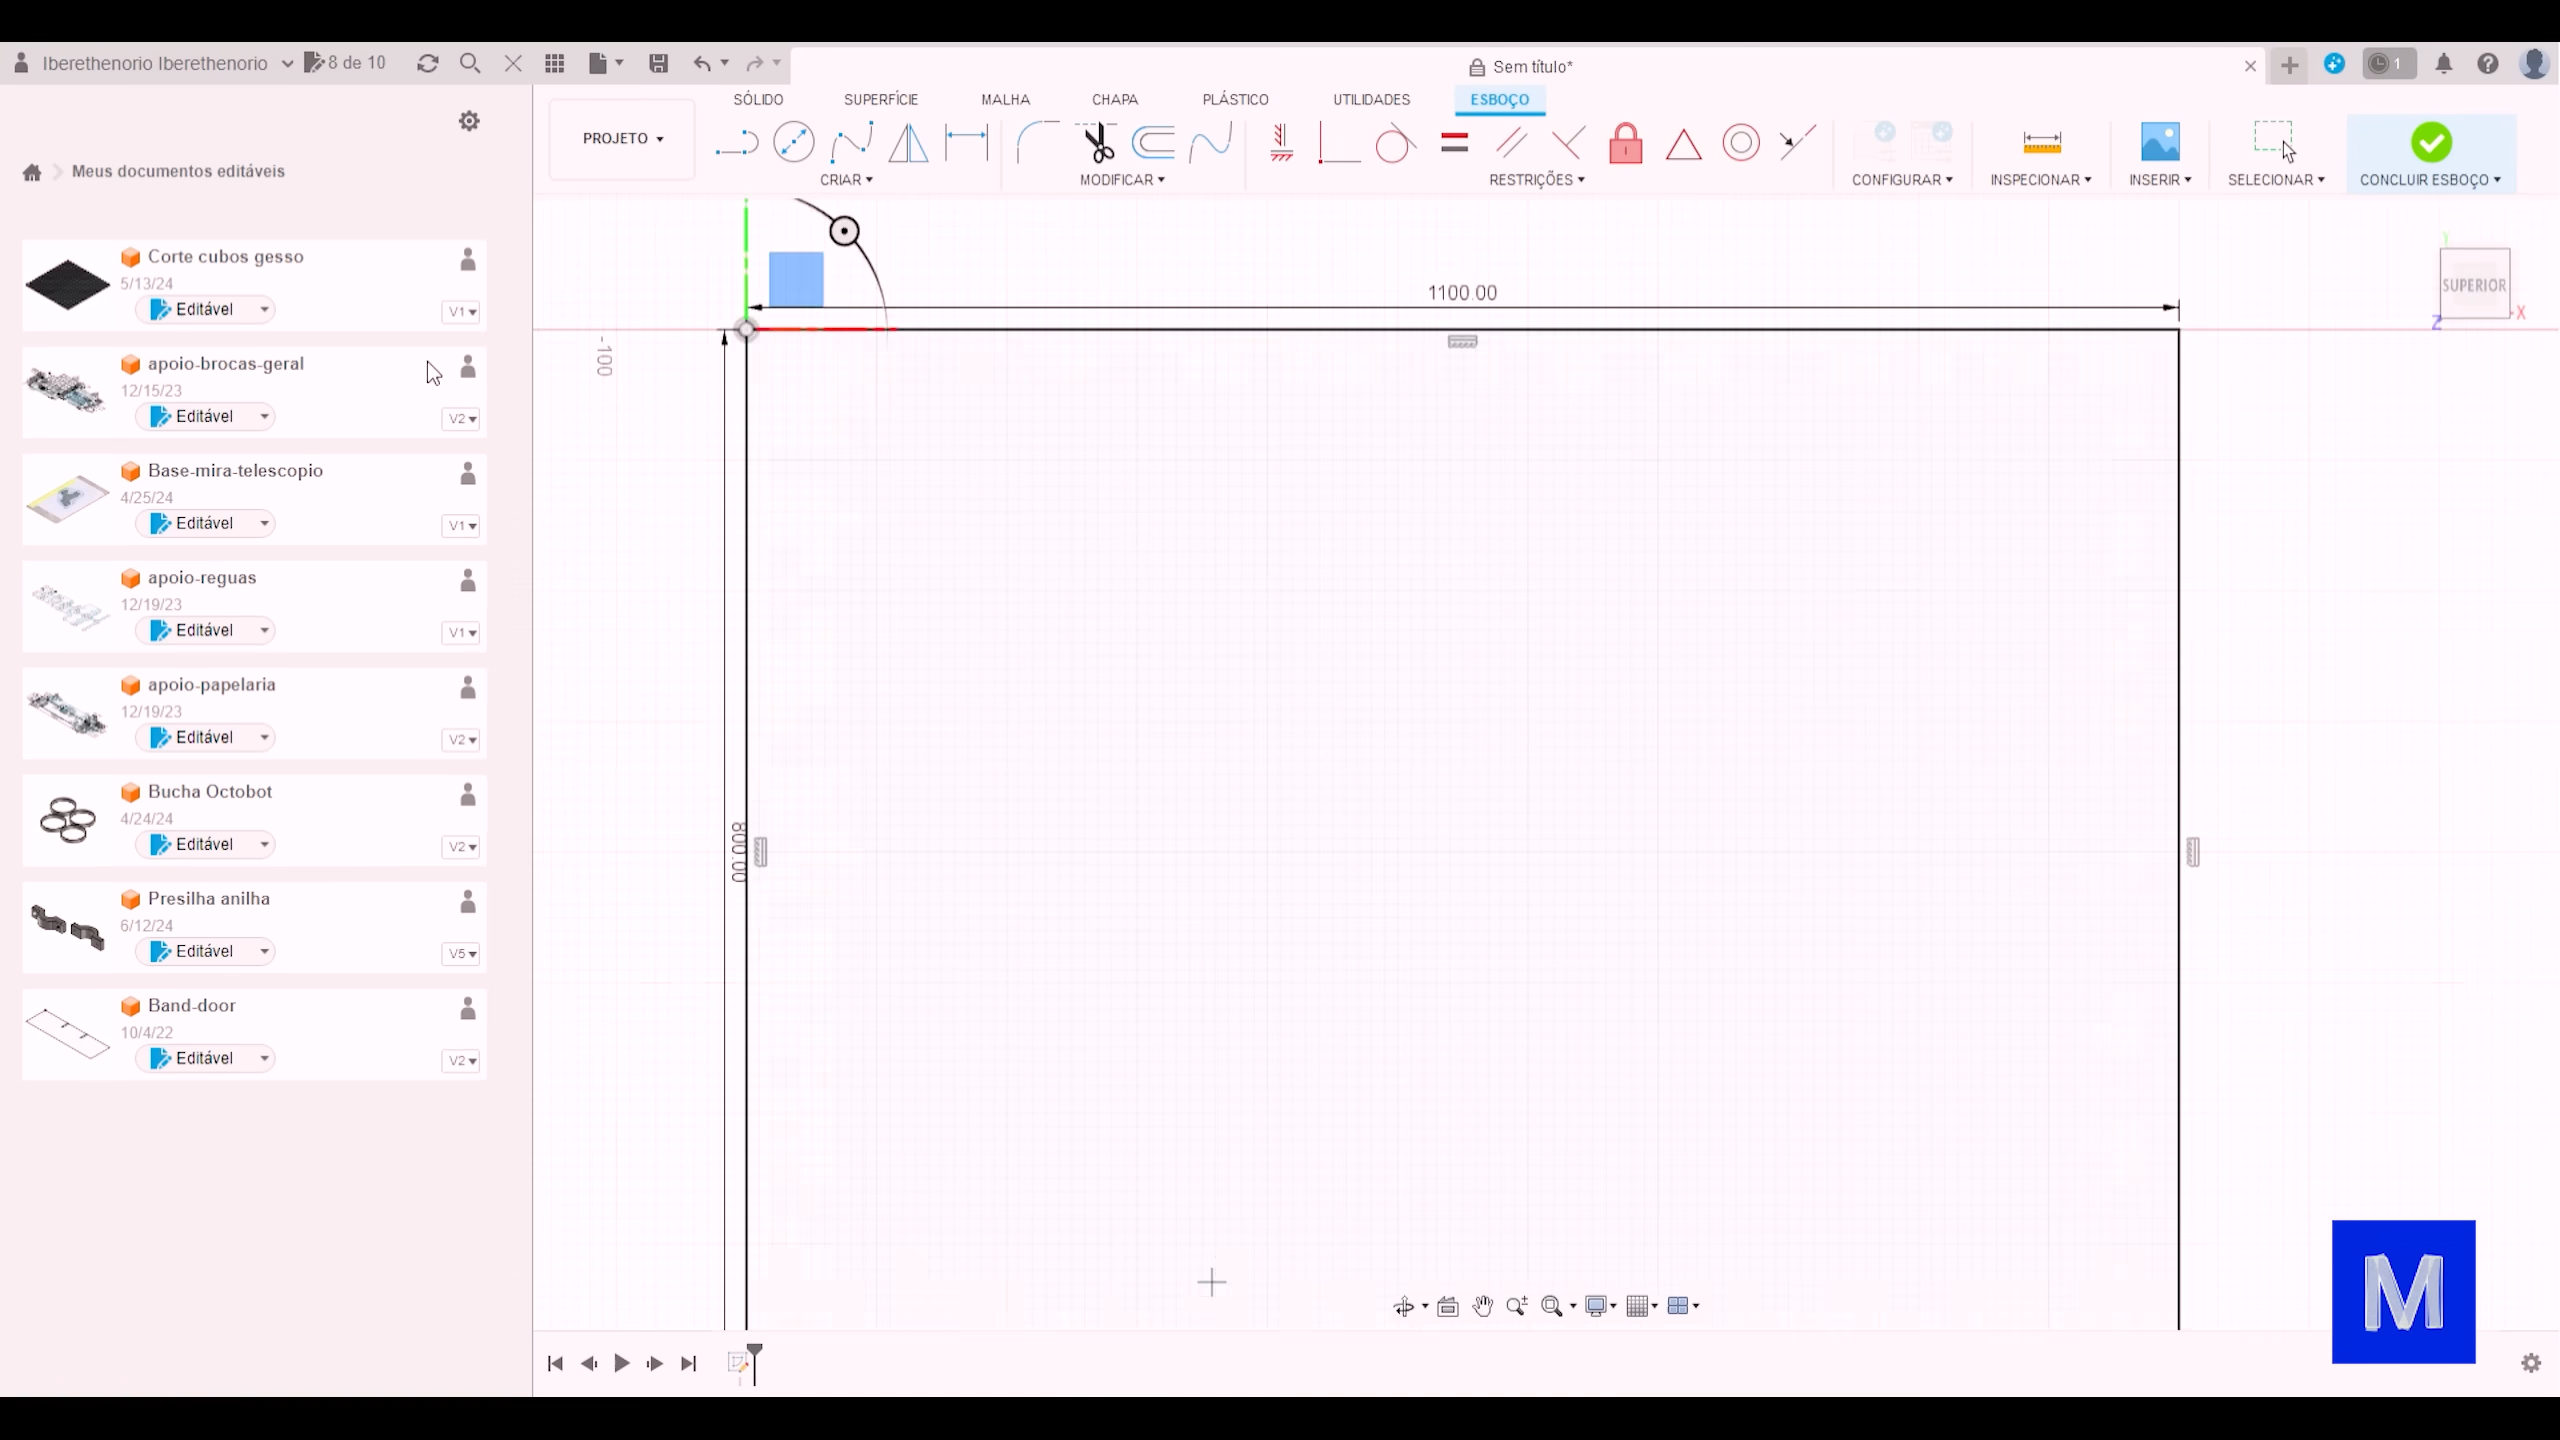 Iberethenorio Iberethenorio 8 de 10
Sem título*
1
Meus documentos editáveis
Corte cubos gesso
5/13/24
Editável
V1
apoio-brocas-geral
12/15/23
Editável
V2
Base-mira-telescopio
4/25/24
Editável
V1
apoio-reguas
12/19/23
Editável
V1
apoio-papelaria
12/19/23
Editável
V2
Bucha Octobot
4/24/24
Editável
V2
Presilha anilha
6/12/24
Editável
V5
Band-door
10/4/22
Editável
V2
PROJETO
SÓLIDO SUPERFÍCIE MALHA CHAPA PLÁSTICO UTILIDADES ESBOÇO
CRIAR MODIFICAR RESTRIÇÕES CONFIGURAR INSPECIONAR INSERIR SELECIONAR CONCLUIR ESBOÇO
Y
SUPERIOR
X
Z
1100.00
-100
800.00
M